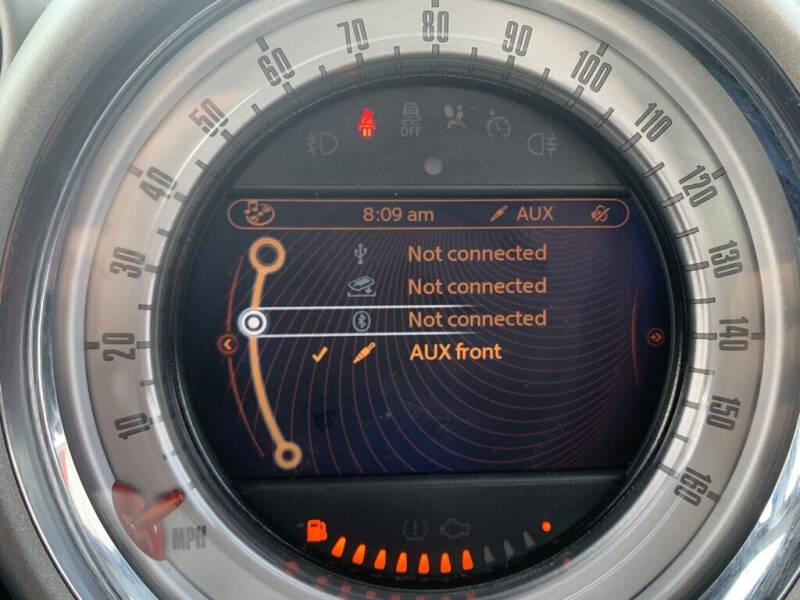 10
20
30
40
50
60
70
80
90
100
110
120
130
140
150
160
MPH
OFF
8:09 am AUX
Not connected
Not connected
Not connected
AUX front